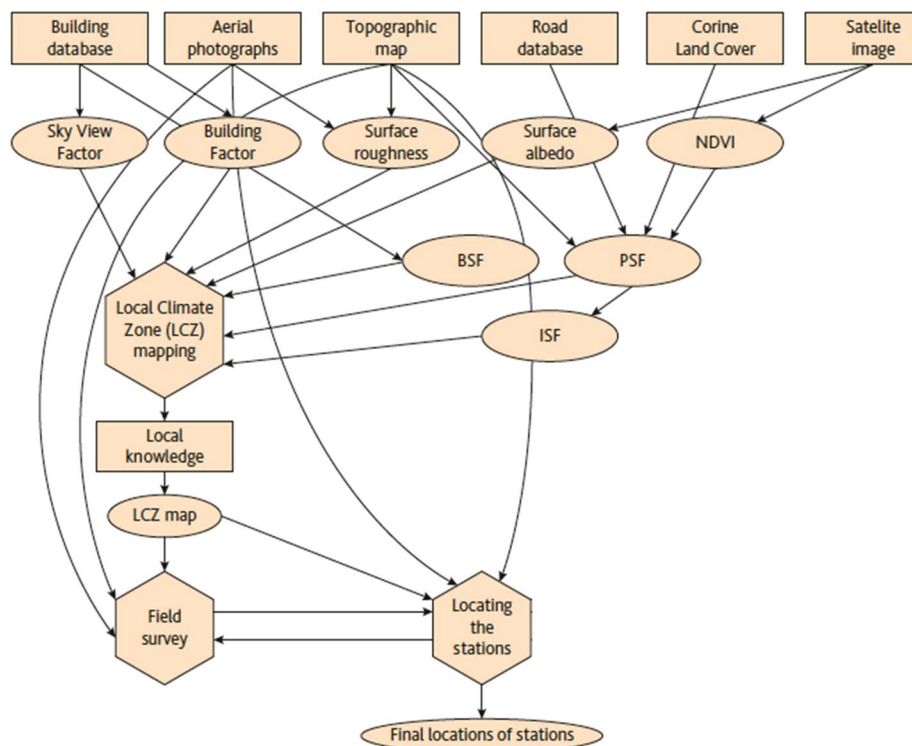 Building
database
Aerial
photographs
Topographic
map
Road
database
Corine
Land Cover
Satelite
image
Sky View
Factor
Building
Factor
Surface
roughness
Surface
albedo
NDVI
BSF
PSF
Local Climate
Zone (LCZ)
mapping
ISF
Local
knowledge
LCZ map
Field
survey
Locating
the
stations
Final locations of stations